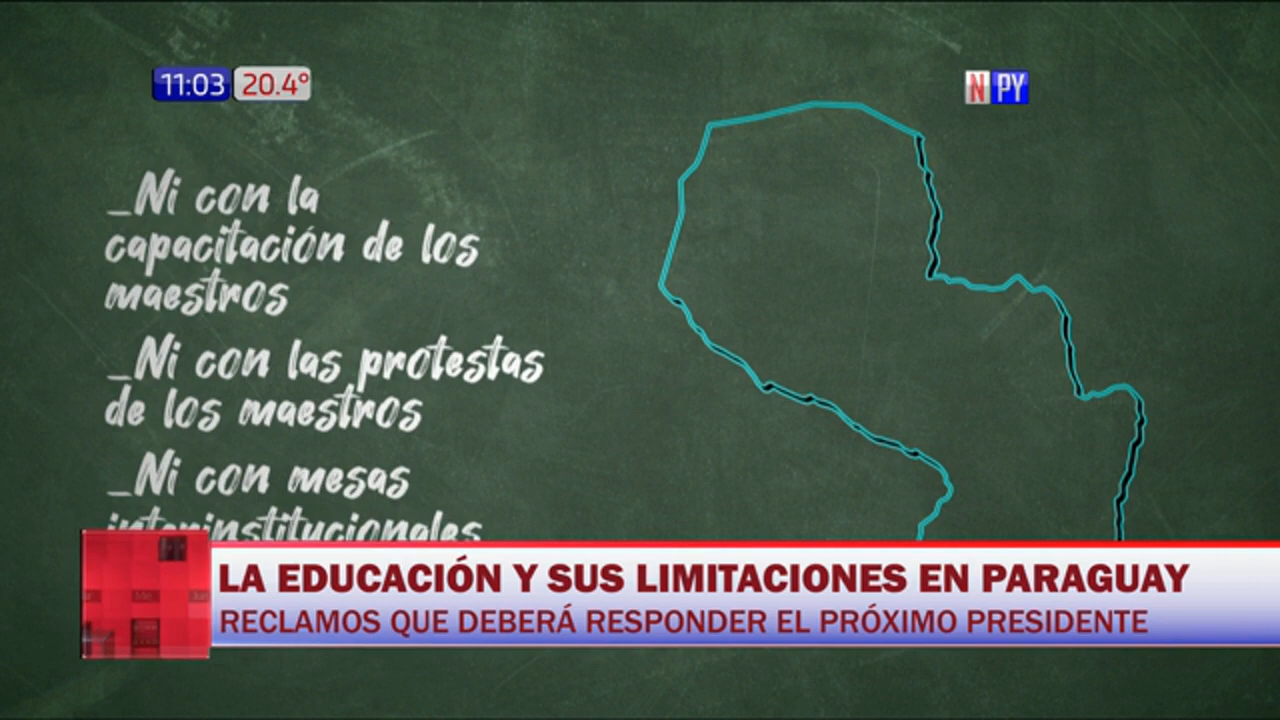 11:03 20.4°
N PY
_Ni con la
capacitación de los
maestros
_Ni con las protestas
de los maestros
_Ni con mesas
interinstitucionales
LA EDUCACIÓN Y SUS LIMITACIONES EN PARAGUAY
RECLAMOS QUE DEBERÁ RESPONDER EL PRÓXIMO PRESIDENTE